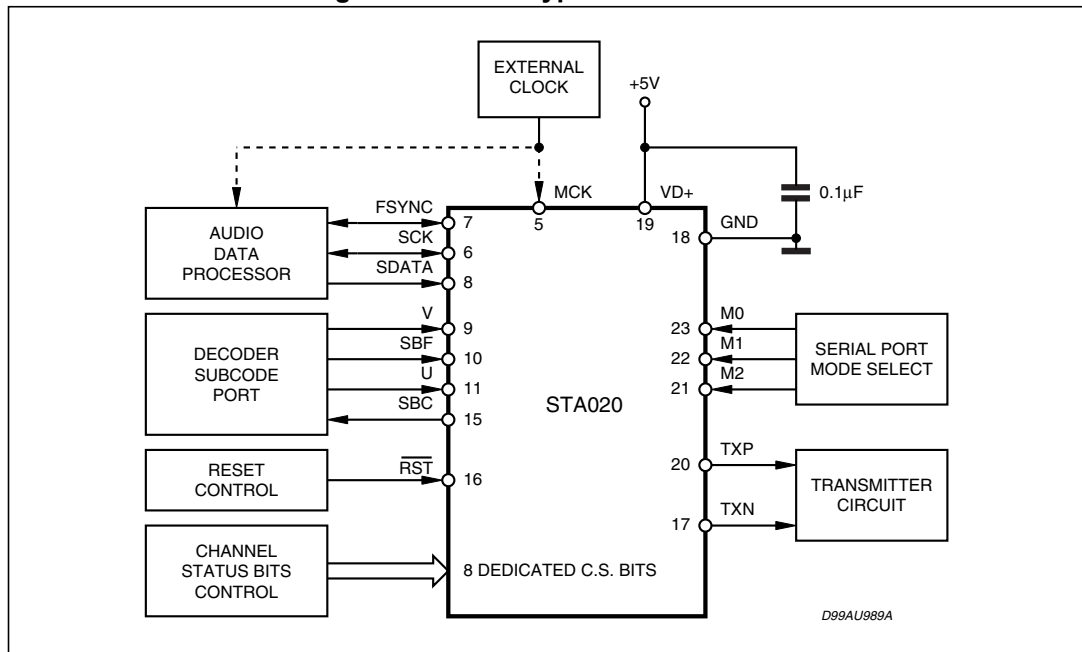 EXTERNAL
CLOCK
+5V
MCK
VD+
0.1μF
5
19
GND
18
AUDIO
DATA
PROCESSOR
FSYNC
7
SCK
6
SDATA
8
DECODER
SUBCODE
PORT
V
9
SBF
10
U
11
SBC
15
STA020
M0
23
M1
22
M2
21
SERIAL PORT
MODE SELECT
RESET
CONTROL
RST
16
TXP
20
TXN
17
TRANSMITTER
CIRCUIT
CHANNEL
STATUS BITS
CONTROL
8 DEDICATED C.S. BITS
D99AU989A